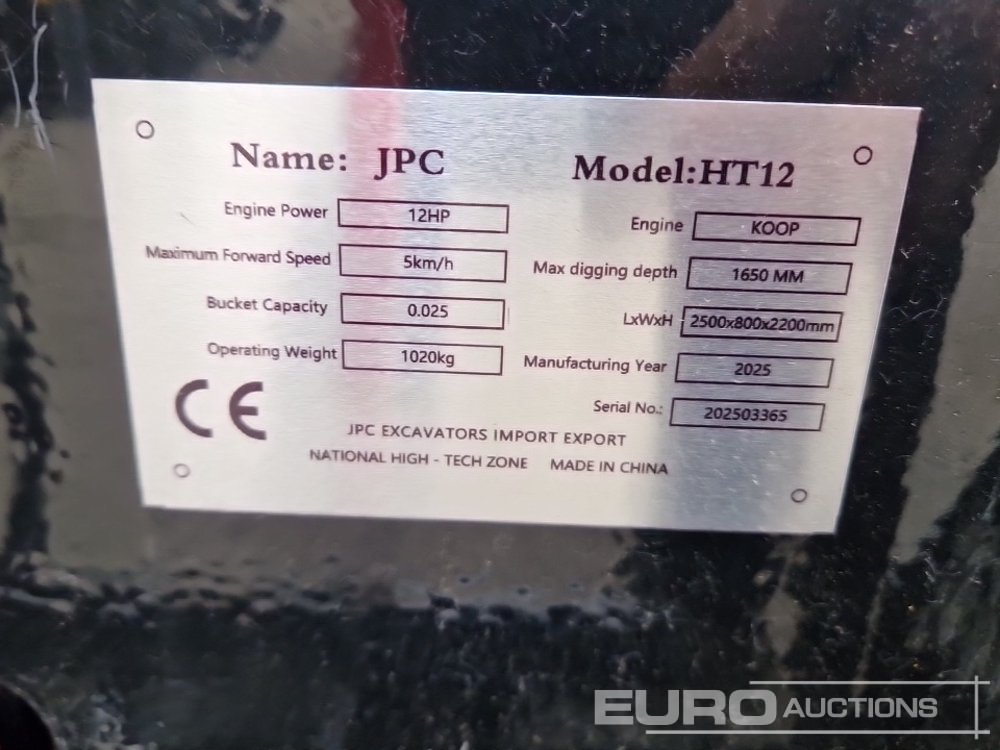 Name: JPC
Model:HT12
Engine Power 12HP
Maximum Forward Speed 5km/h
Bucket Capacity 0.025
Operating Weight 1020kg
Engine KOOP
Max digging depth 1650 MM
LxWxH 2500x800x2200mm
Manufacturing Year 2025
Serial No.: 202503365
CE
JPC EXCAVATORS IMPORT EXPORT
NATIONAL HIGH - TECH ZONE MADE IN CHINA
EURO AUCTIONS